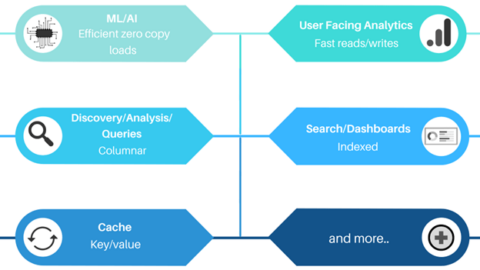 ML/AI
Efficient zero copy
loads
User Facing Analytics
Fast reads/writes
Discovery/Analysis/
Queries
Columnar
Search/Dashboards
Indexed
Cache
Key/value
and more..